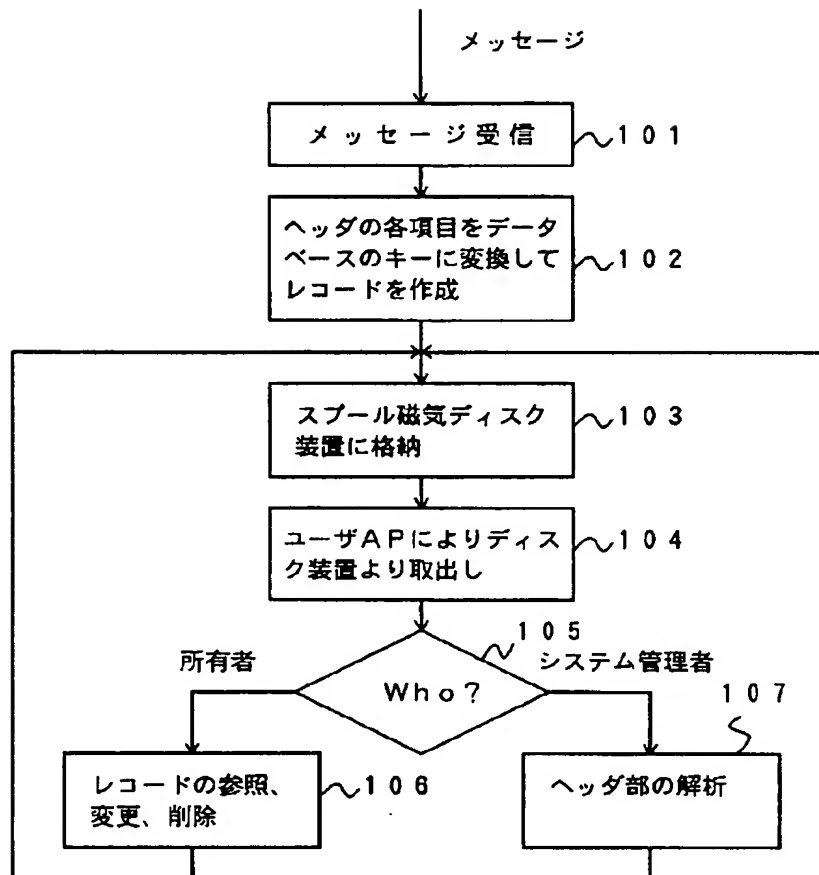 メッセージ
メッセージ受信
101
ヘッダの各項目をデータ
ベースのキーに変換して
レコードを作成
102
スプール磁気ディスク
装置に格納
103
ユーザAPによりディス
ク装置より取出し
104
105
所有者
システム管理者
Who?
107
レコードの参照、
変更、削除
106
ヘッダ部の解析